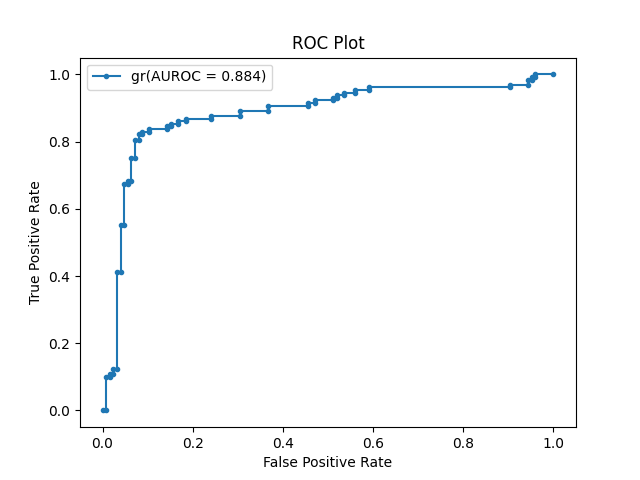 ROC Plot
gr(AUROC = 0.884)
True Positive Rate
1.0
0.8
0.6
0.4
0.2
0.0
0.0 0.2 0.4 0.6 0.8 1.0
False Positive Rate